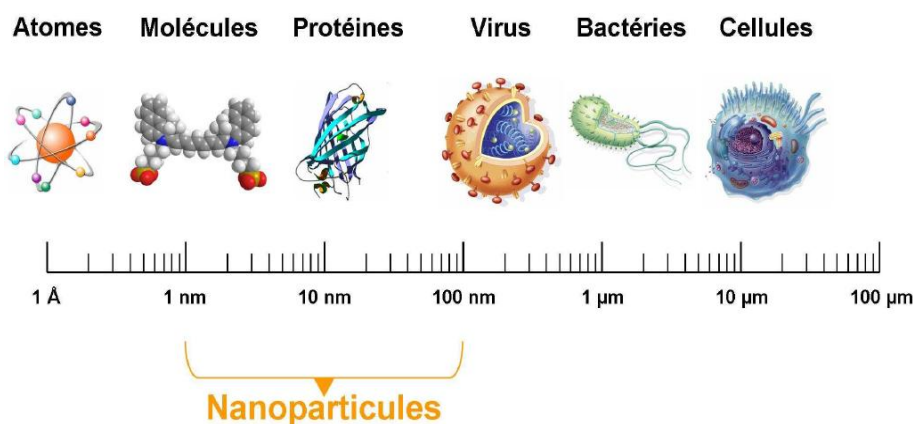 Atomes Molécules Protéines Virus Bactéries Cellules
1 Å 1 nm 10 nm 100 nm 1 µm 10 µm 100 µm
Nanoparticules